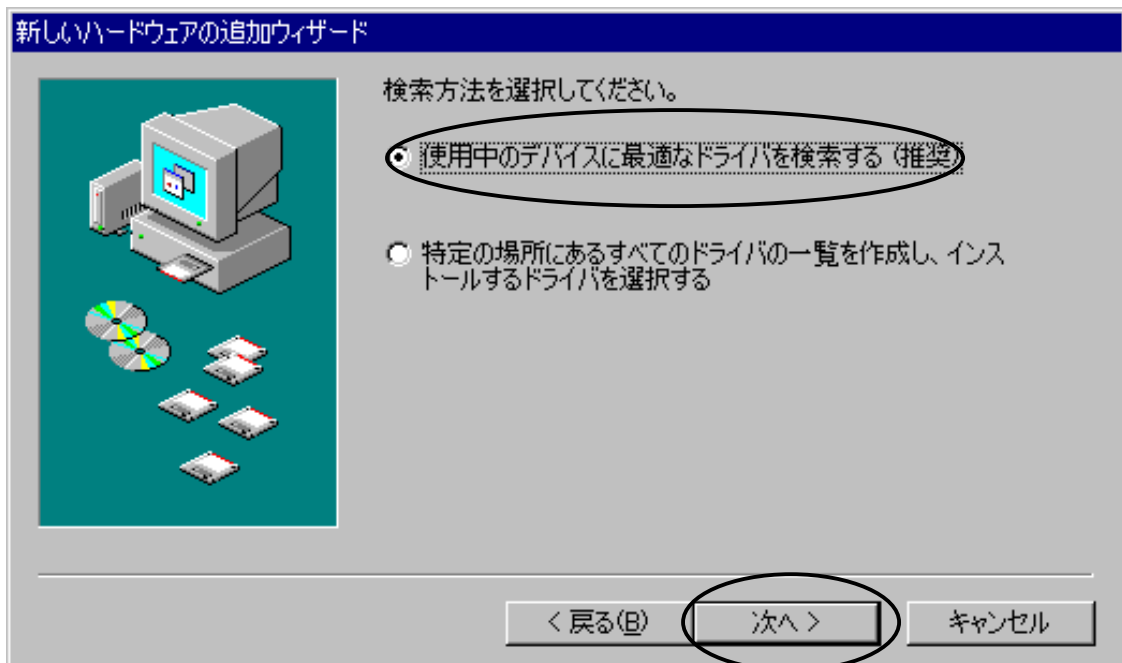 新しいハードウェアの追加ウィザード
検索方法を選択してください。
使用中のデバイスに最適なドライバを検索する (推奨)
特定の場所にあるすべてのドライバの一覧を作成し、インス
トールするドライバを選択する
< 戻る(B)
次へ >
キャンセル